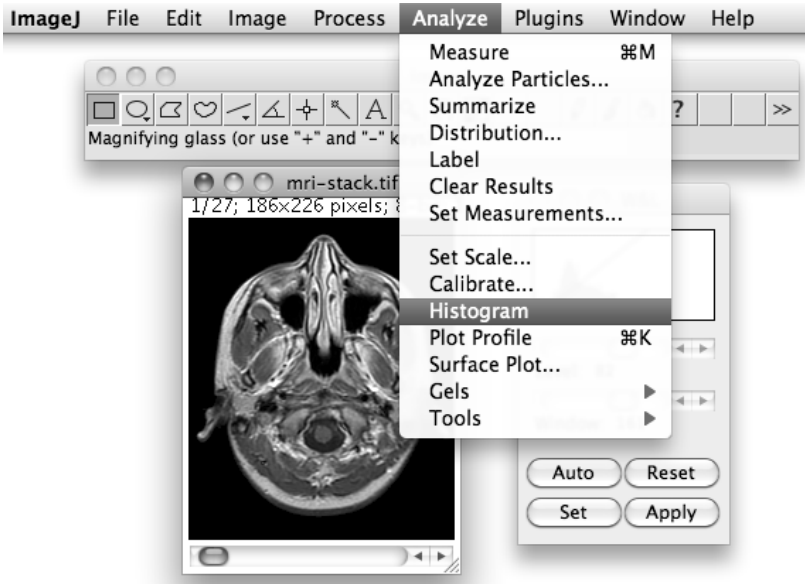 ImageJ File Edit Image Process Analyze Plugins Window Help
Measure ⌘M
Analyze Particles...
Summarize
Distribution...
Label
Clear Results
Set Measurements...
Set Scale...
Calibrate...
Histogram
Plot Profile ⌘K
Surface Plot...
Gels
Tools
A ? >>
Magnifying glass (or use "+" and "-" k
mri-stack.tif
1/27; 186x226 pixels; 8
Auto Reset
Set Apply